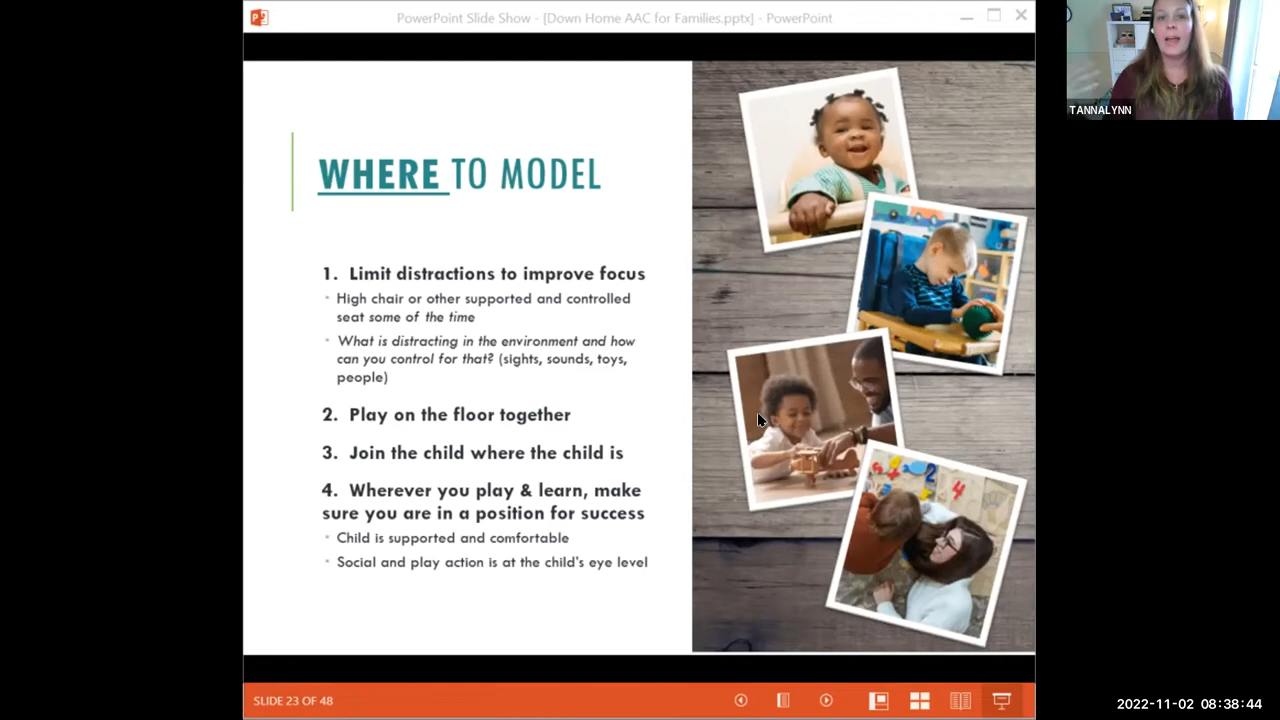 PowerPoint Slide Show - [Down Home AAC for Families.pptx] - PowerPoint
TANNALYNN
WHERE TO MODEL
1. Limit distractions to improve focus
High chair or other supported and controlled
seat some of the time
What is distracting in the environment and how
can you control for that? (sights, sounds, toys,
people)
2. Play on the floor together
3. Join the child where the child is
4. Wherever you play & learn, make
sure you are in a position for success
Child is supported and comfortable
Social and play action is at the child's eye level
2
4
SLIDE 23 OF 48
2022-11-02 08:38:44